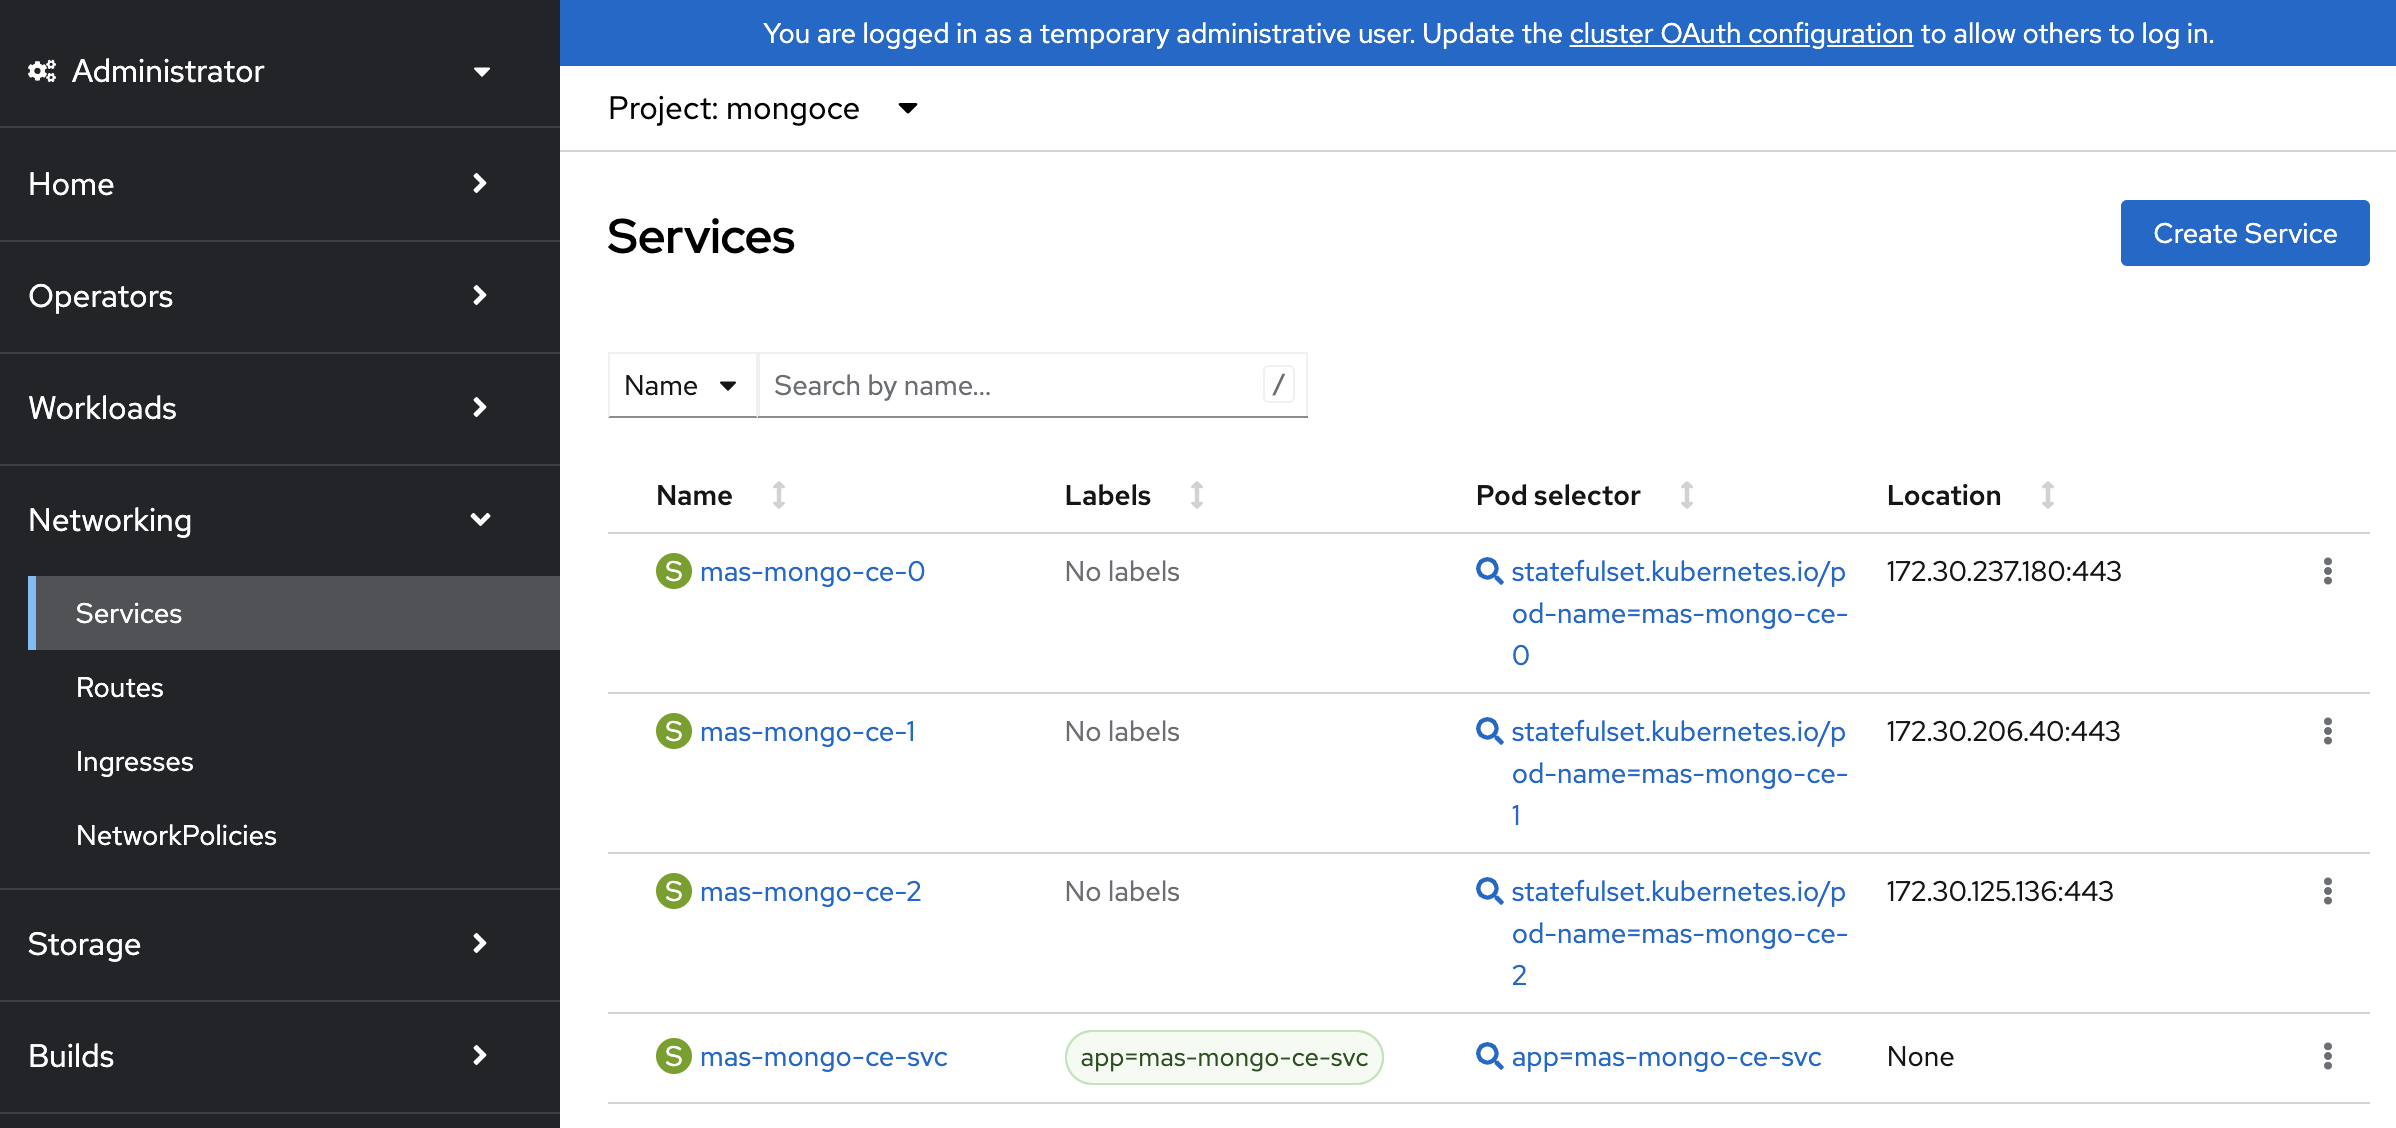 You are logged in as a temporary administrative user. Update the cluster OAuth configuration to allow others to log in.
Administrator
Home
Operators
Workloads
Networking
Services
Routes
Ingresses
NetworkPolicies
Storage
Builds
Project: mongoce
Services
Create Service
Name Search by name... /
Name Labels Pod selector Location
S mas-mongo-ce-0 No labels statefulset.kubernetes.io/p 172.30.237.180:443
od-name=mas-mongo-ce-
0
S mas-mongo-ce-1 No labels statefulset.kubernetes.io/p 172.30.206.40:443
od-name=mas-mongo-ce-
1
S mas-mongo-ce-2 No labels statefulset.kubernetes.io/p 172.30.125.136:443
od-name=mas-mongo-ce-
2
S mas-mongo-ce-svc app=mas-mongo-ce-svc app=mas-mongo-ce-svc None